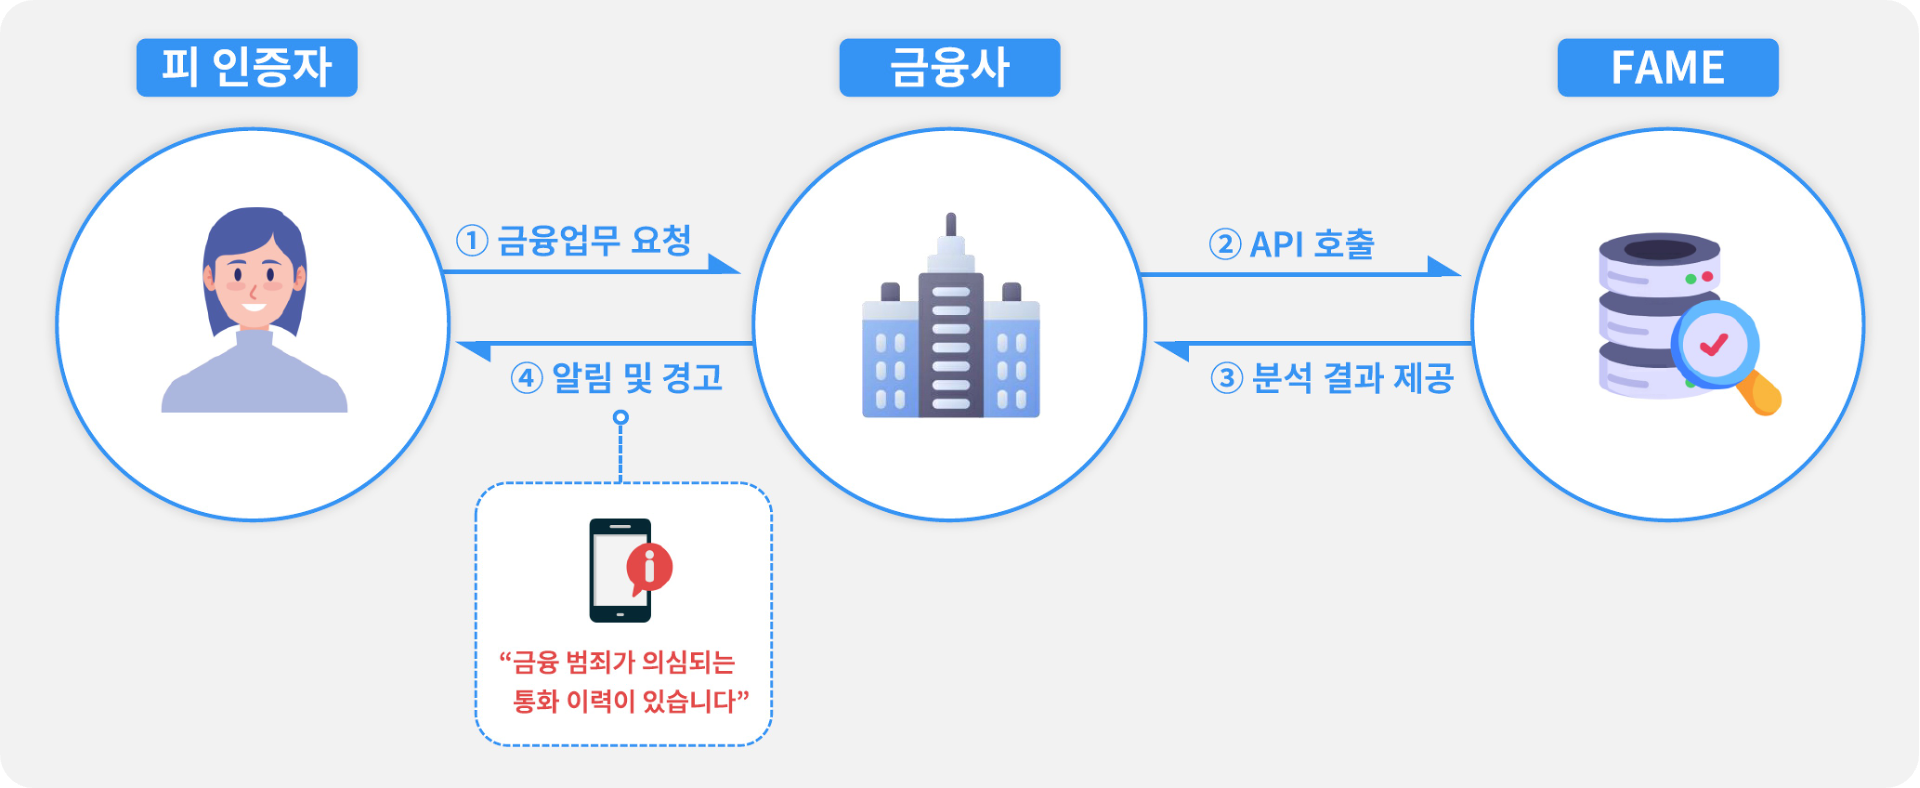 피 인증자
금융사
FAME
① 금융업무 요청
② API 호출
④ 알림 및 경고
③ 분석 결과 제공
“금융 범죄가 의심되는
통화 이력이 있습니다”